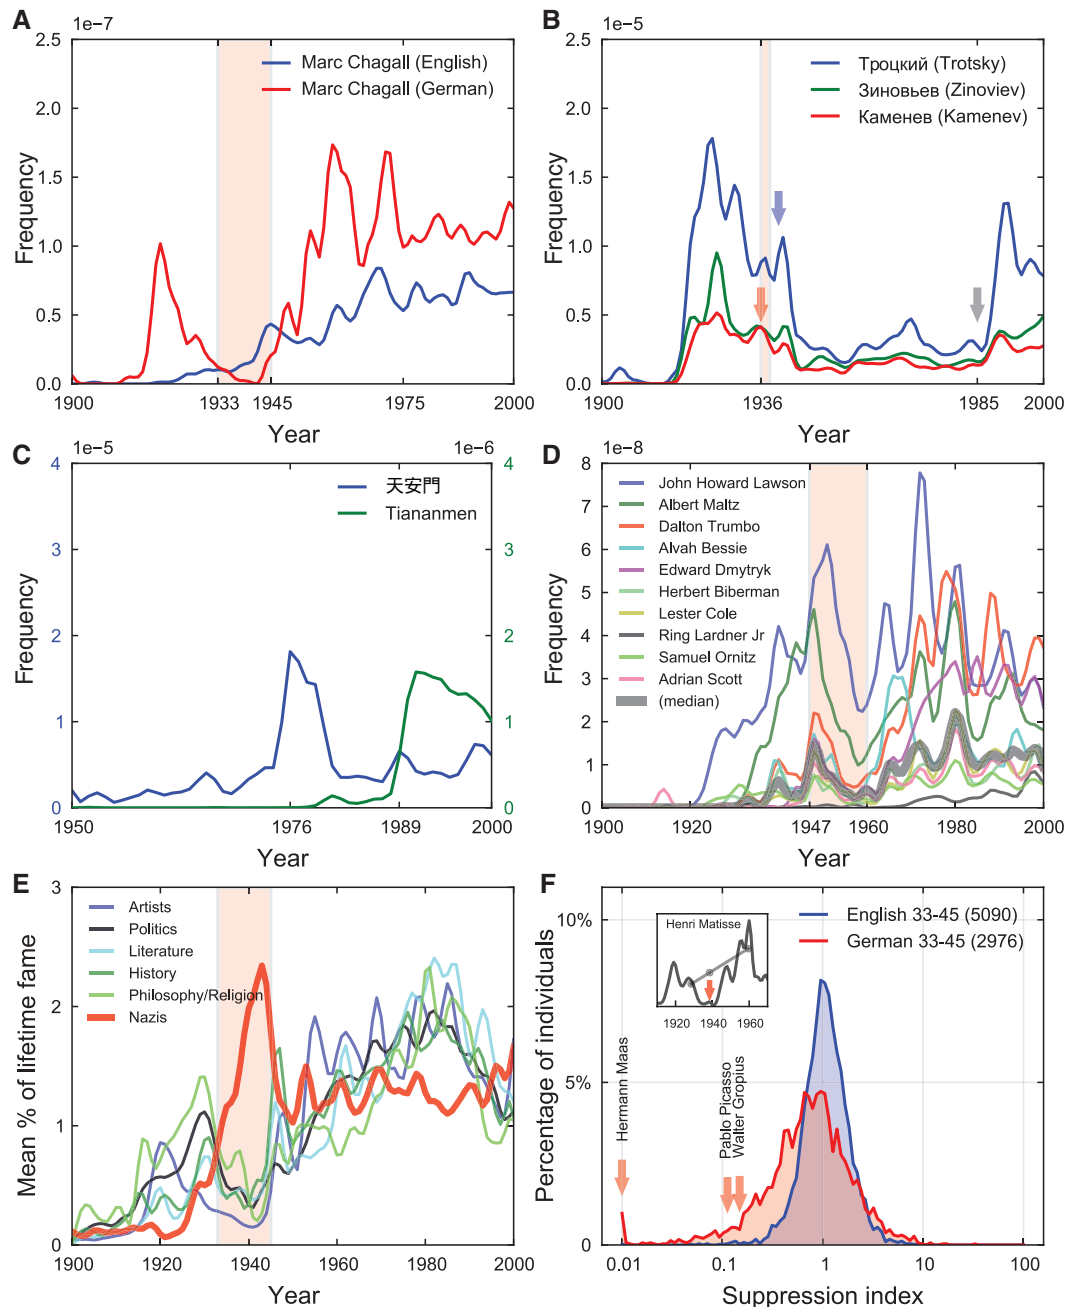 A
1e−7
2.5
2.0
1.5
1.0
0.5
0.0
Frequency
Marc Chagall (English)
Marc Chagall (German)
1900
1933
1945
1975
2000
Year
B
1e−5
2.5
2.0
1.5
1.0
0.5
0.0
Frequency
Троцкий (Trotsky)
Зиновьев (Zinoviev)
Каменев (Kamenev)
1900
1936
1985
2000
Year
C
1e−5
1e−6
4
3
2
1
0
Frequency
天安門
Tiananmen
4
3
2
1
0
1950
1976
1989
2000
Year
D
1e−8
8
7
6
5
4
3
2
1
0
Frequency
John Howard Lawson
Albert Maltz
Dalton Trumbo
Alvah Bessie
Edward Dmytryk
Herbert Biberman
Lester Cole
Ring Lardner Jr
Samuel Ornitz
Adrian Scott
(median)
1900
1920
1947
1960
1980
2000
Year
E
3
2
1
0
Mean % of lifetime fame
Artists
Politics
Literature
History
Philosophy/Religion
Nazis
1900
1920
1940
1960
1980
2000
Year
F
10%
5%
0
Percentage of individuals
Henri Matisse
1920
1940
1960
English 33-45 (5090)
German 33-45 (2976)
Hermann Maas
Pablo Picasso
Walter Gropius
0.01
0.1
1
10
100
Suppression index